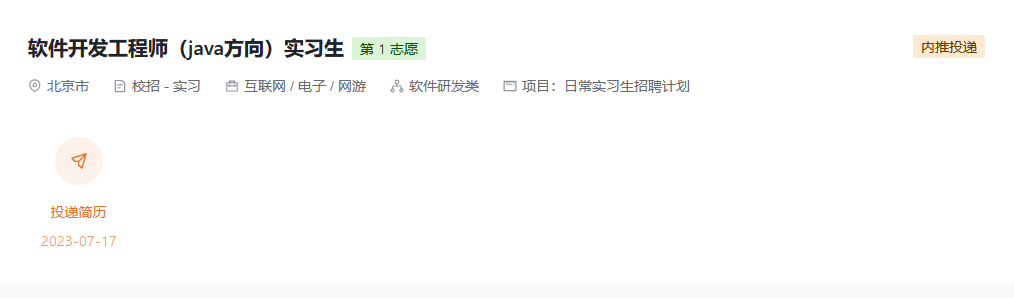 软件开发工程师（java方向）实习生 第 1 志愿 内推投递
北京市 校招 - 实习 互联网 / 电子 / 网游 软件研发类 项目：日常实习生招聘计划
投递简历
2023-07-17